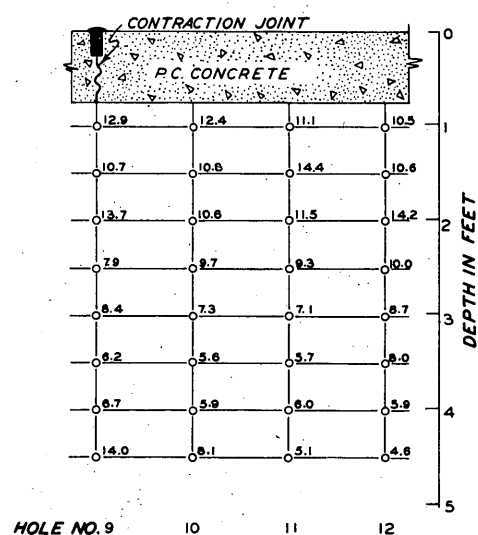 CONTRACTION JOINT
0
P.C. CONCRETE
12.9 12.4 11.1 10.5
1
10.7 10.8 14.4 10.6
13.7 10.6 11.5 14.2
2
7.9 9.7 9.3 10.0
DEPTH IN FEET
8.4 7.3 7.1 8.7
3
6.2 5.6 5.7 8.0
6.7 5.9 6.0 5.9
4
14.0 8.1 5.1 4.6
5
HOLE NO. 9 10 11 12